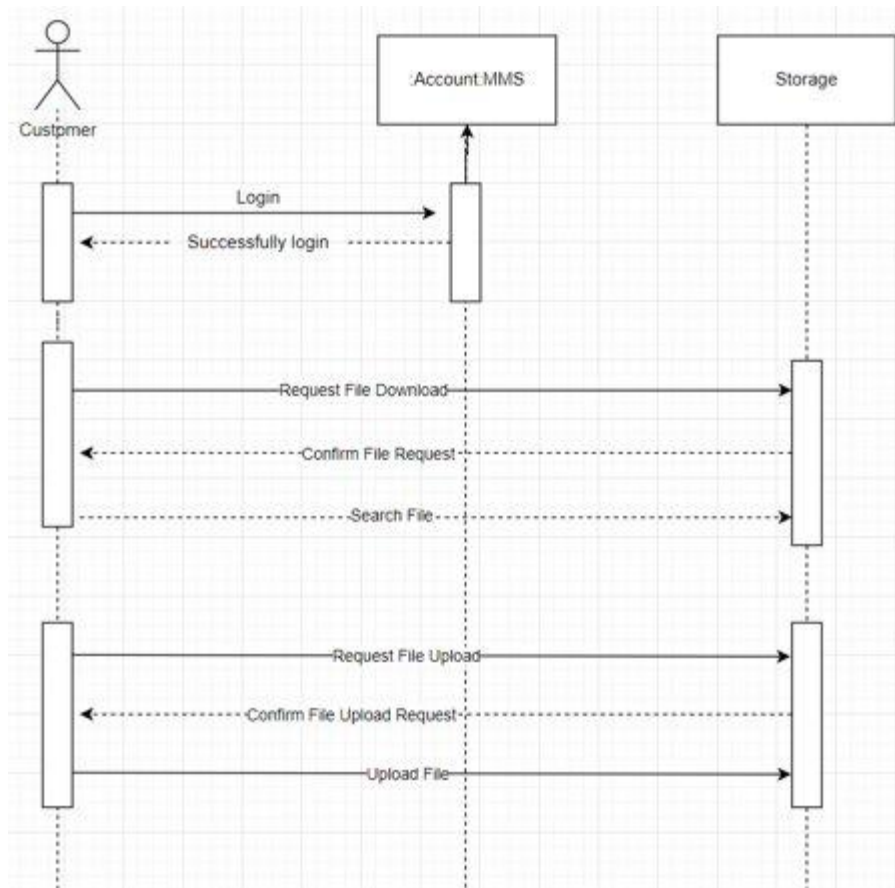 :Account:MMS
Storage
Custpmer
Login
Successfully login
Request File Download
Confirm File Request
Search File
Request File Upload
Confirm File Upload Request
Upload File